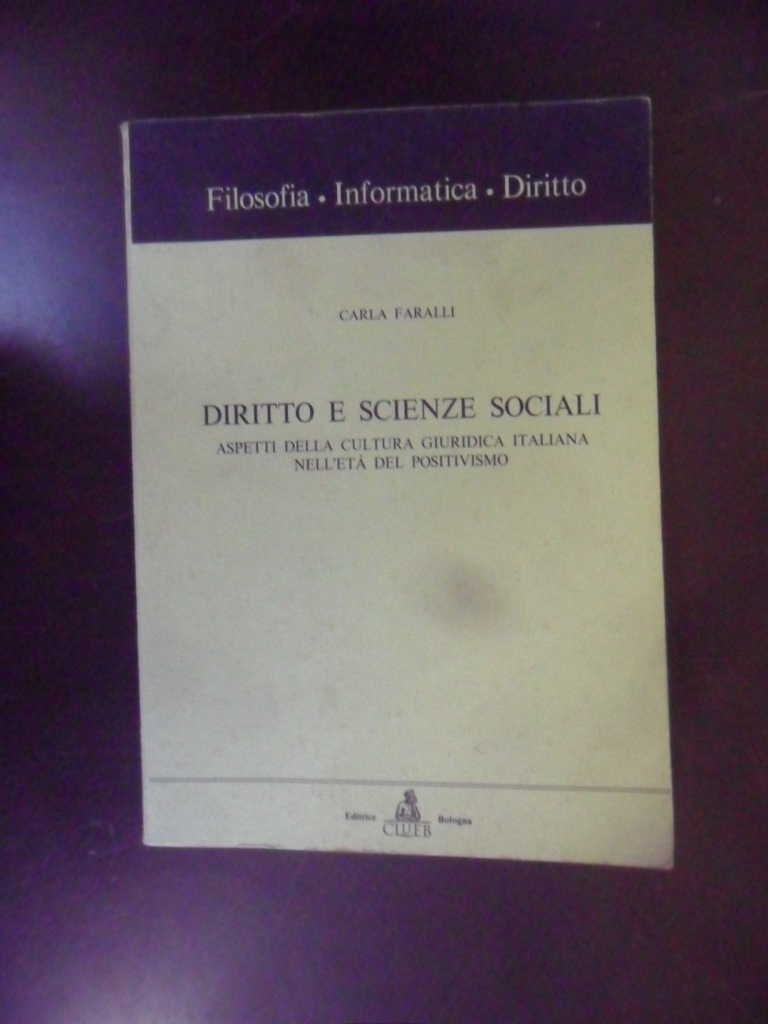 Filosofia • Informatica • Diritto
CARLA FARALLI
DIRITTO E SCIENZE SOCIALI
ASPETTI DELLA CULTURA GIURIDICA ITALIANA
NELL'ETÀ DEL POSITIVISMO
Editrice CLUEB Bologna